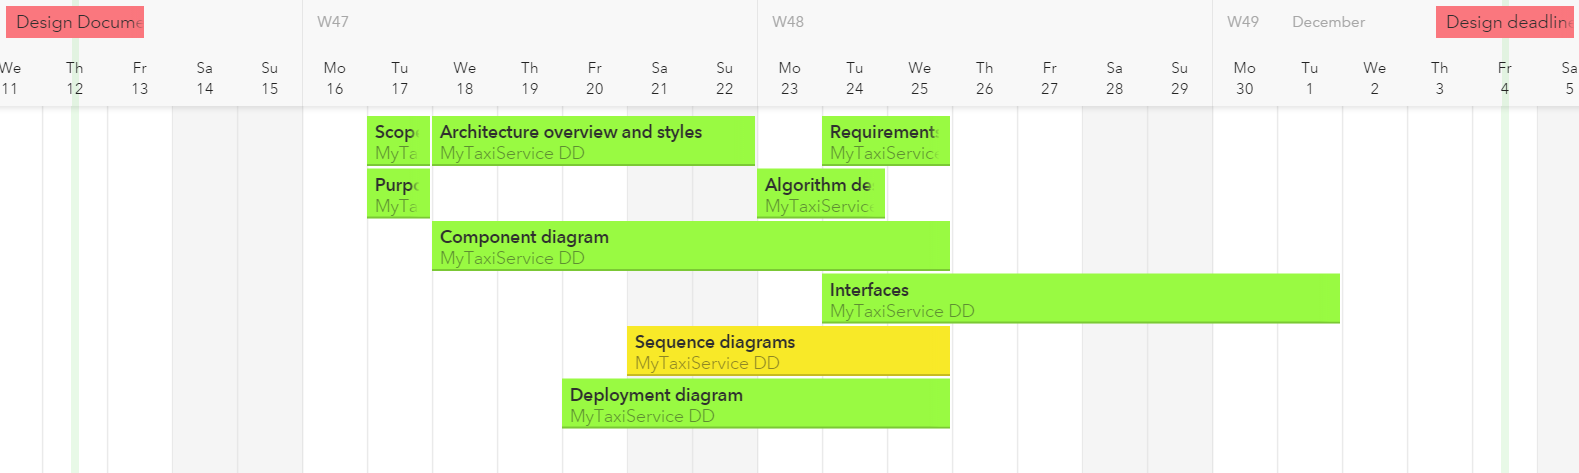 Design Docume
W47
W48
W49 December
Design deadlin
We Th Fr Sa Su Mo Tu We Th Fr Sa Su Mo Tu We Th Fr Sa Su Mo Tu We Th Fr Sa
11 12 13 14 15 16 17 18 19 20 21 22 23 24 25 26 27 28 29 30 1 2 3 4 5
Scop
MyTa
Architecture overview and styles
MyTaxiService DD
Requirements
MyTaxiService
Purpo
MyTa
Algorithm de
MyTaxiService
Component diagram
MyTaxiService DD
Interfaces
MyTaxiService DD
Sequence diagrams
MyTaxiService DD
Deployment diagram
MyTaxiService DD